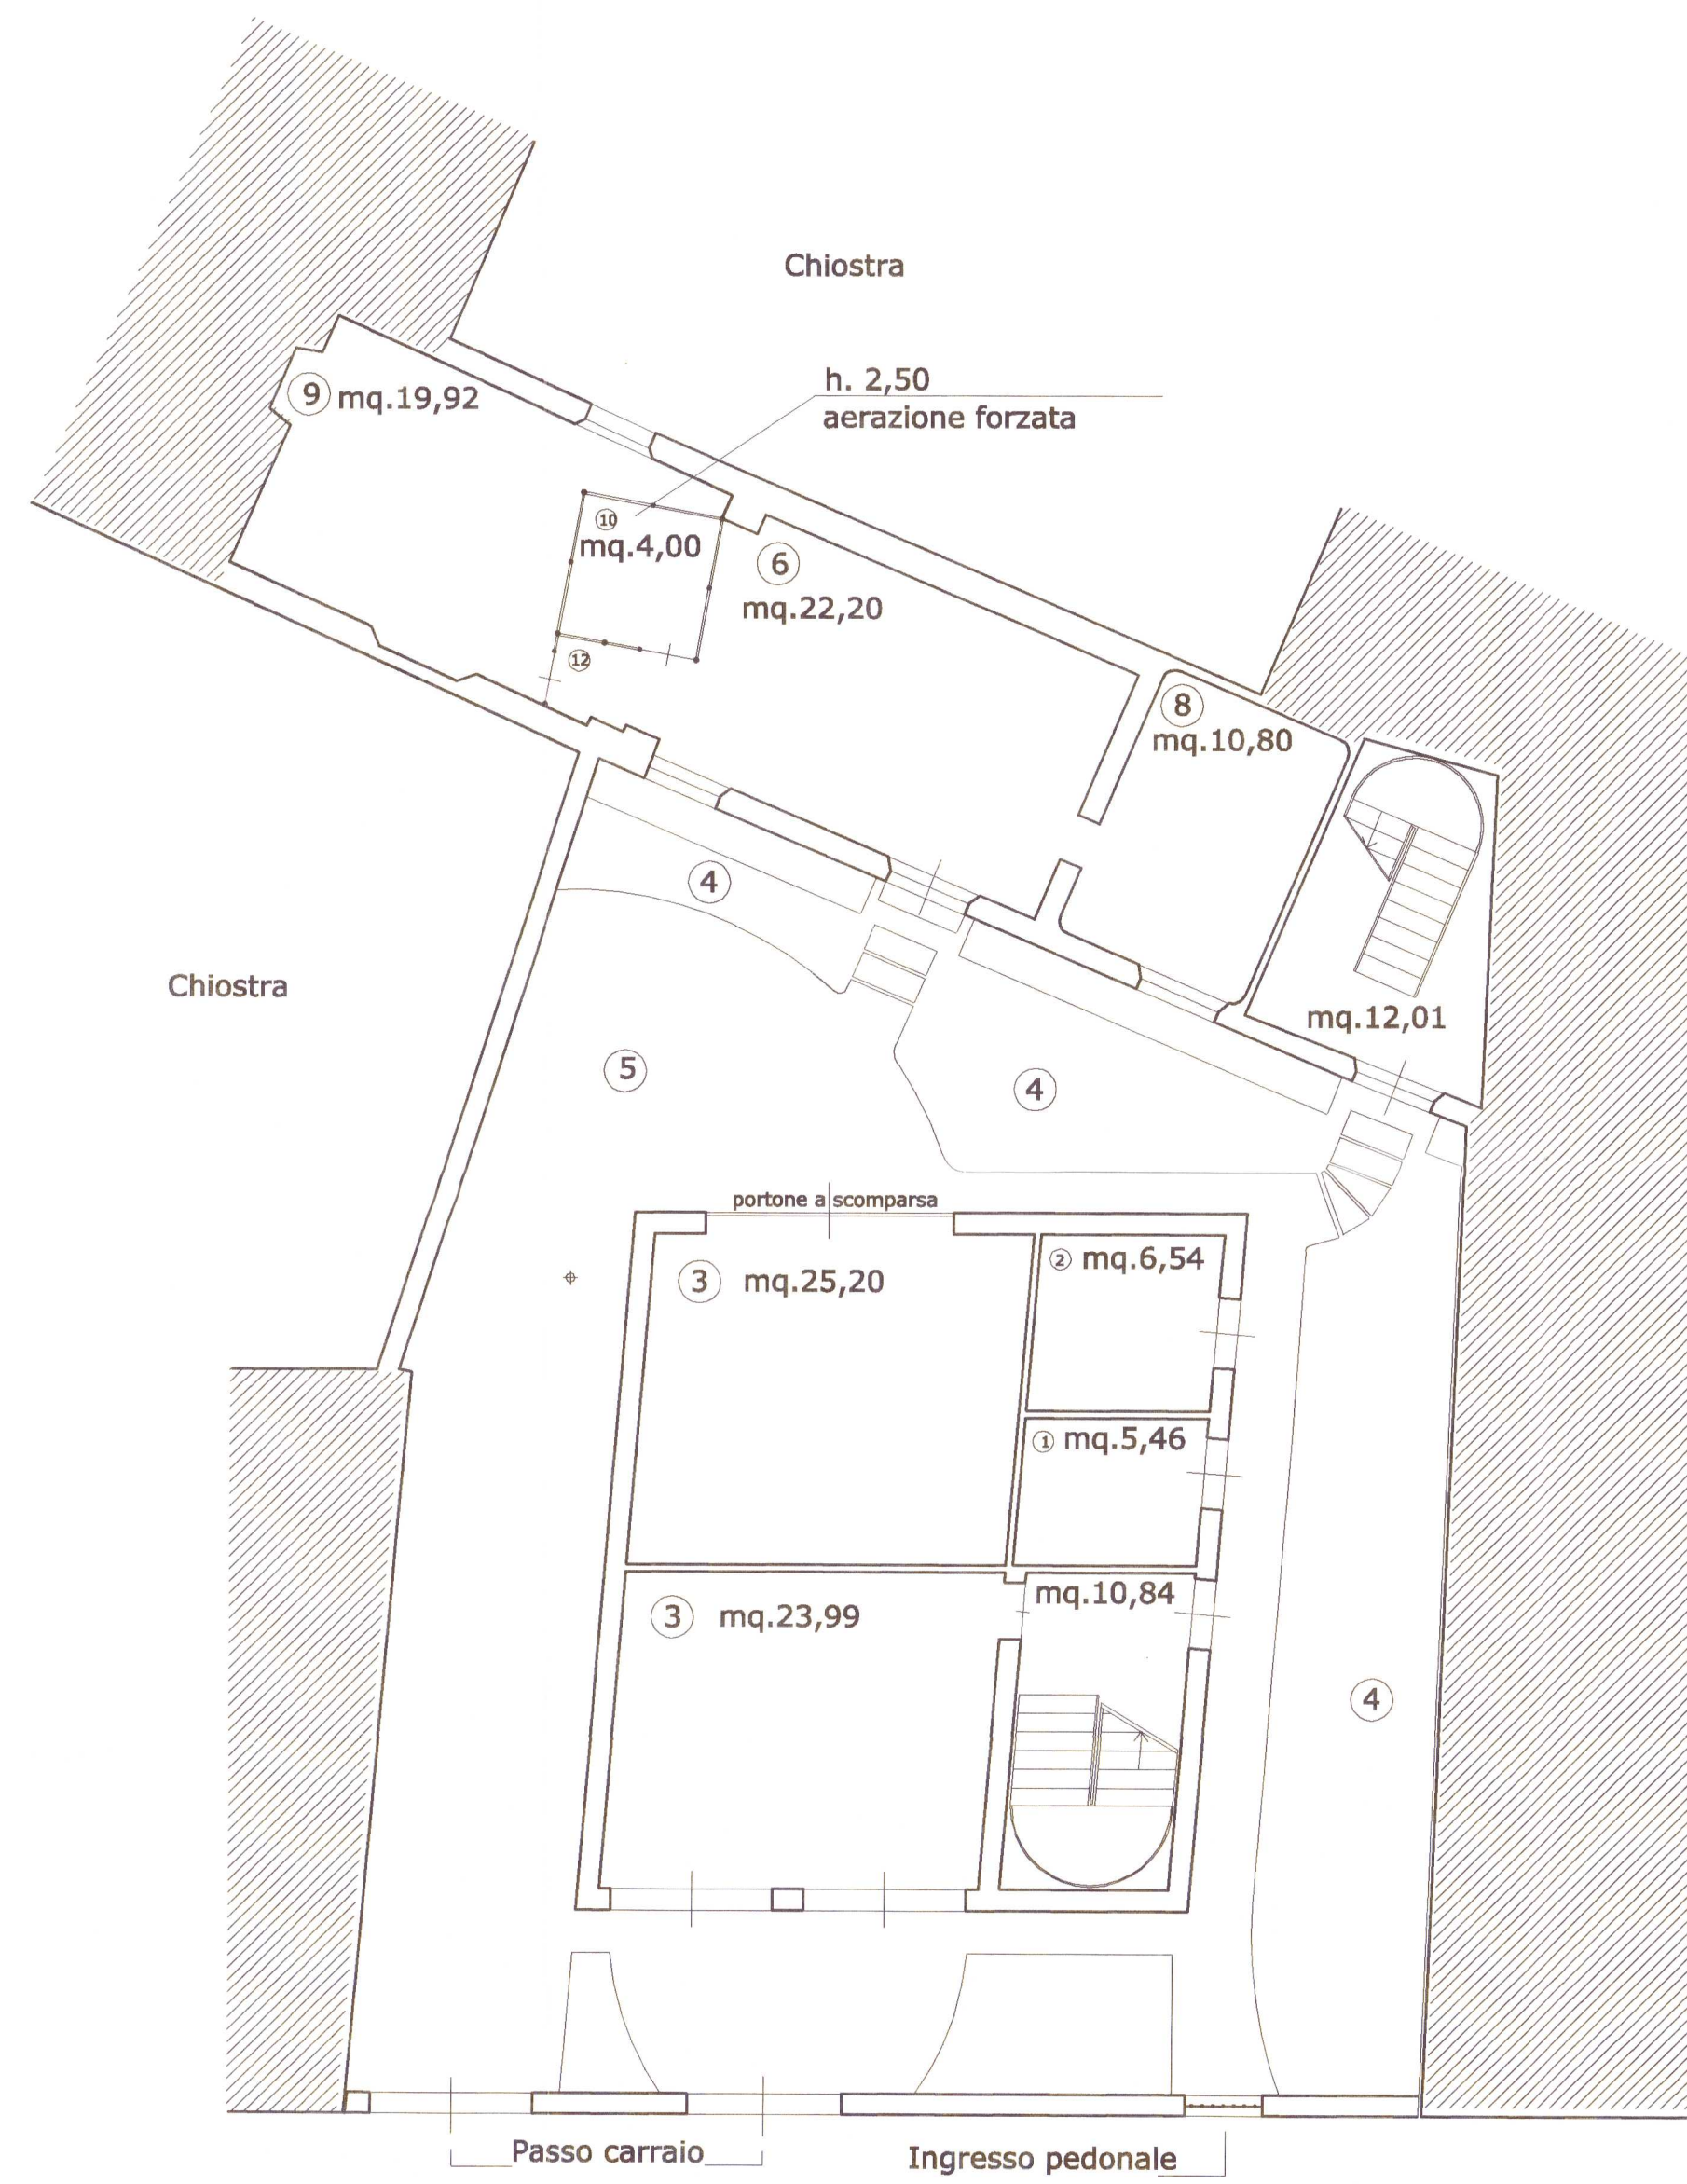 Chiostra
h. 2,50
aerazione forzata
9 mq.19,92
10
mq.4,00
6
mq.22,20
12
8
mq.10,80
4
Chiostra
mq.12,01
5
4
portone a scomparsa
3 mq.25,20
2 mq.6,54
1 mq.5,46
mq.10,84
3 mq.23,99
4
Passo carraio
Ingresso pedonale